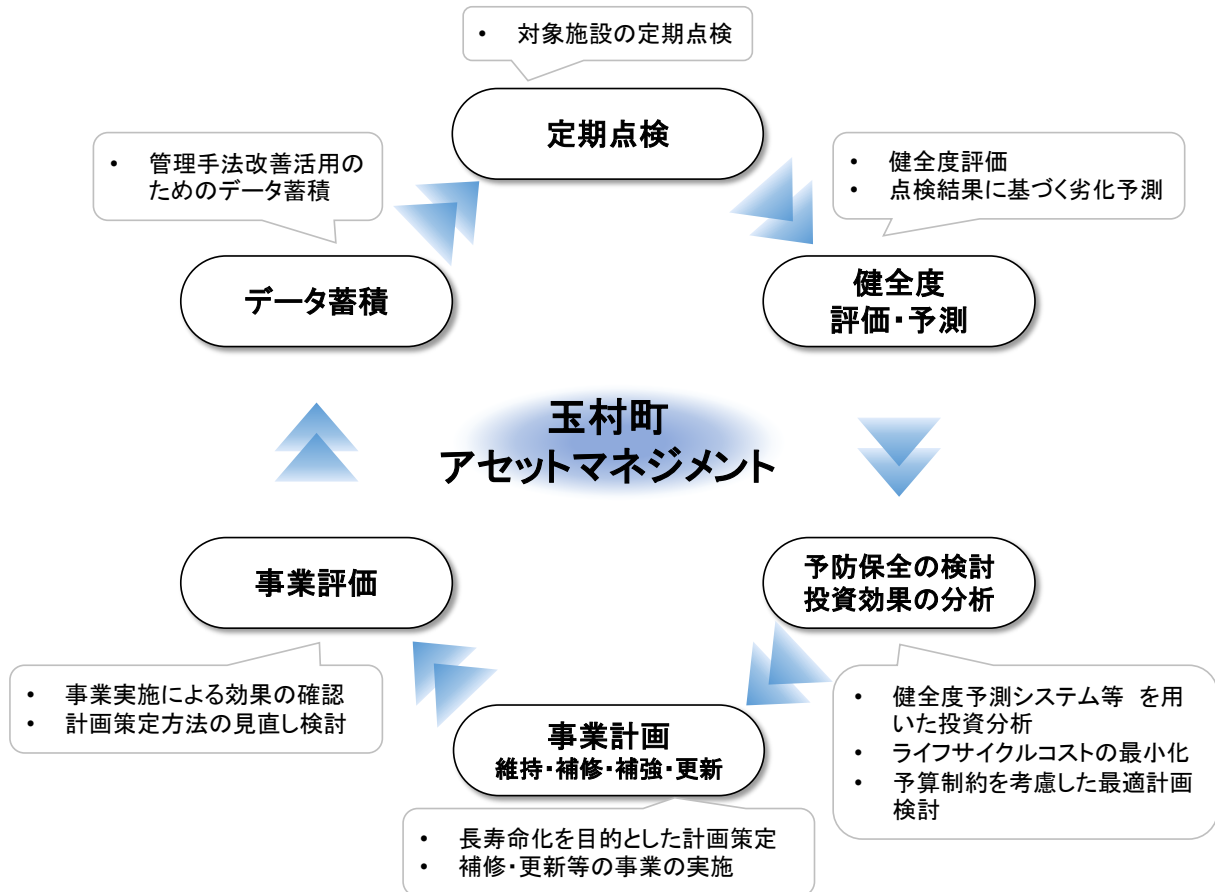 • 対象施設の定期点検
定期点検
• 健全度評価
• 点検結果に基づく劣化予測
健全度
評価・予測
予防保全の検討
投資効果の分析
• 健全度予測システム等 を用
いた投資分析
• ライフサイクルコストの最小化
• 予算制約を考慮した最適計画
検討
事業計画
維持・補修・補強・更新
• 長寿命化を目的とした計画策定
• 補修・更新等の事業の実施
事業評価
• 事業実施による効果の確認
• 計画策定方法の見直し検討
データ蓄積
• 管理手法改善活用の
ためのデータ蓄積
玉村町
アセットマネジメント